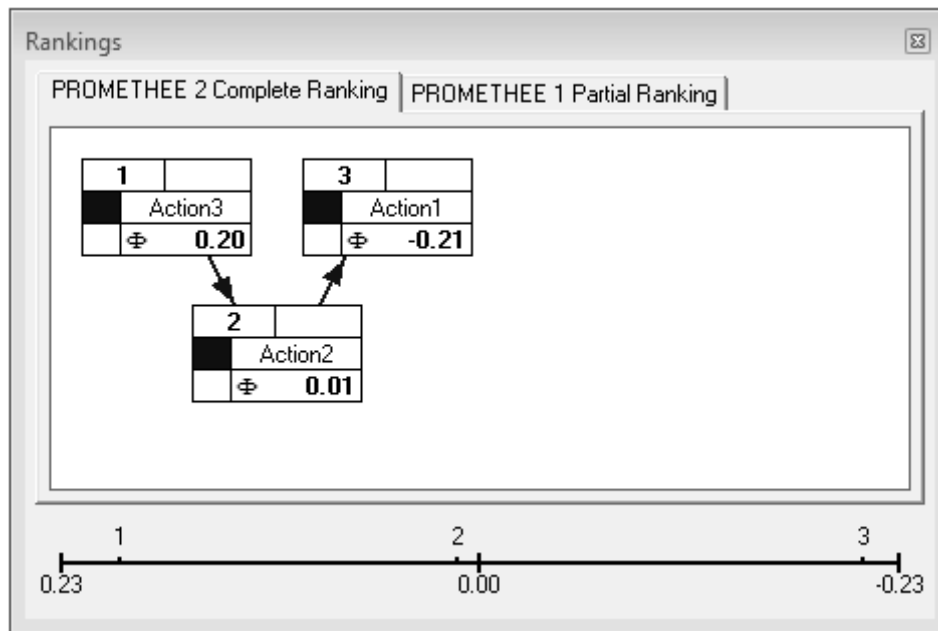 Rankings
PROMETHEE 2 Complete Ranking PROMETHEE 1 Partial Ranking
1 3
Action3 Action1
Φ 0.20 Φ -0.21
2
Action2
Φ 0.01
1 2 3
0.23 0.00 -0.23